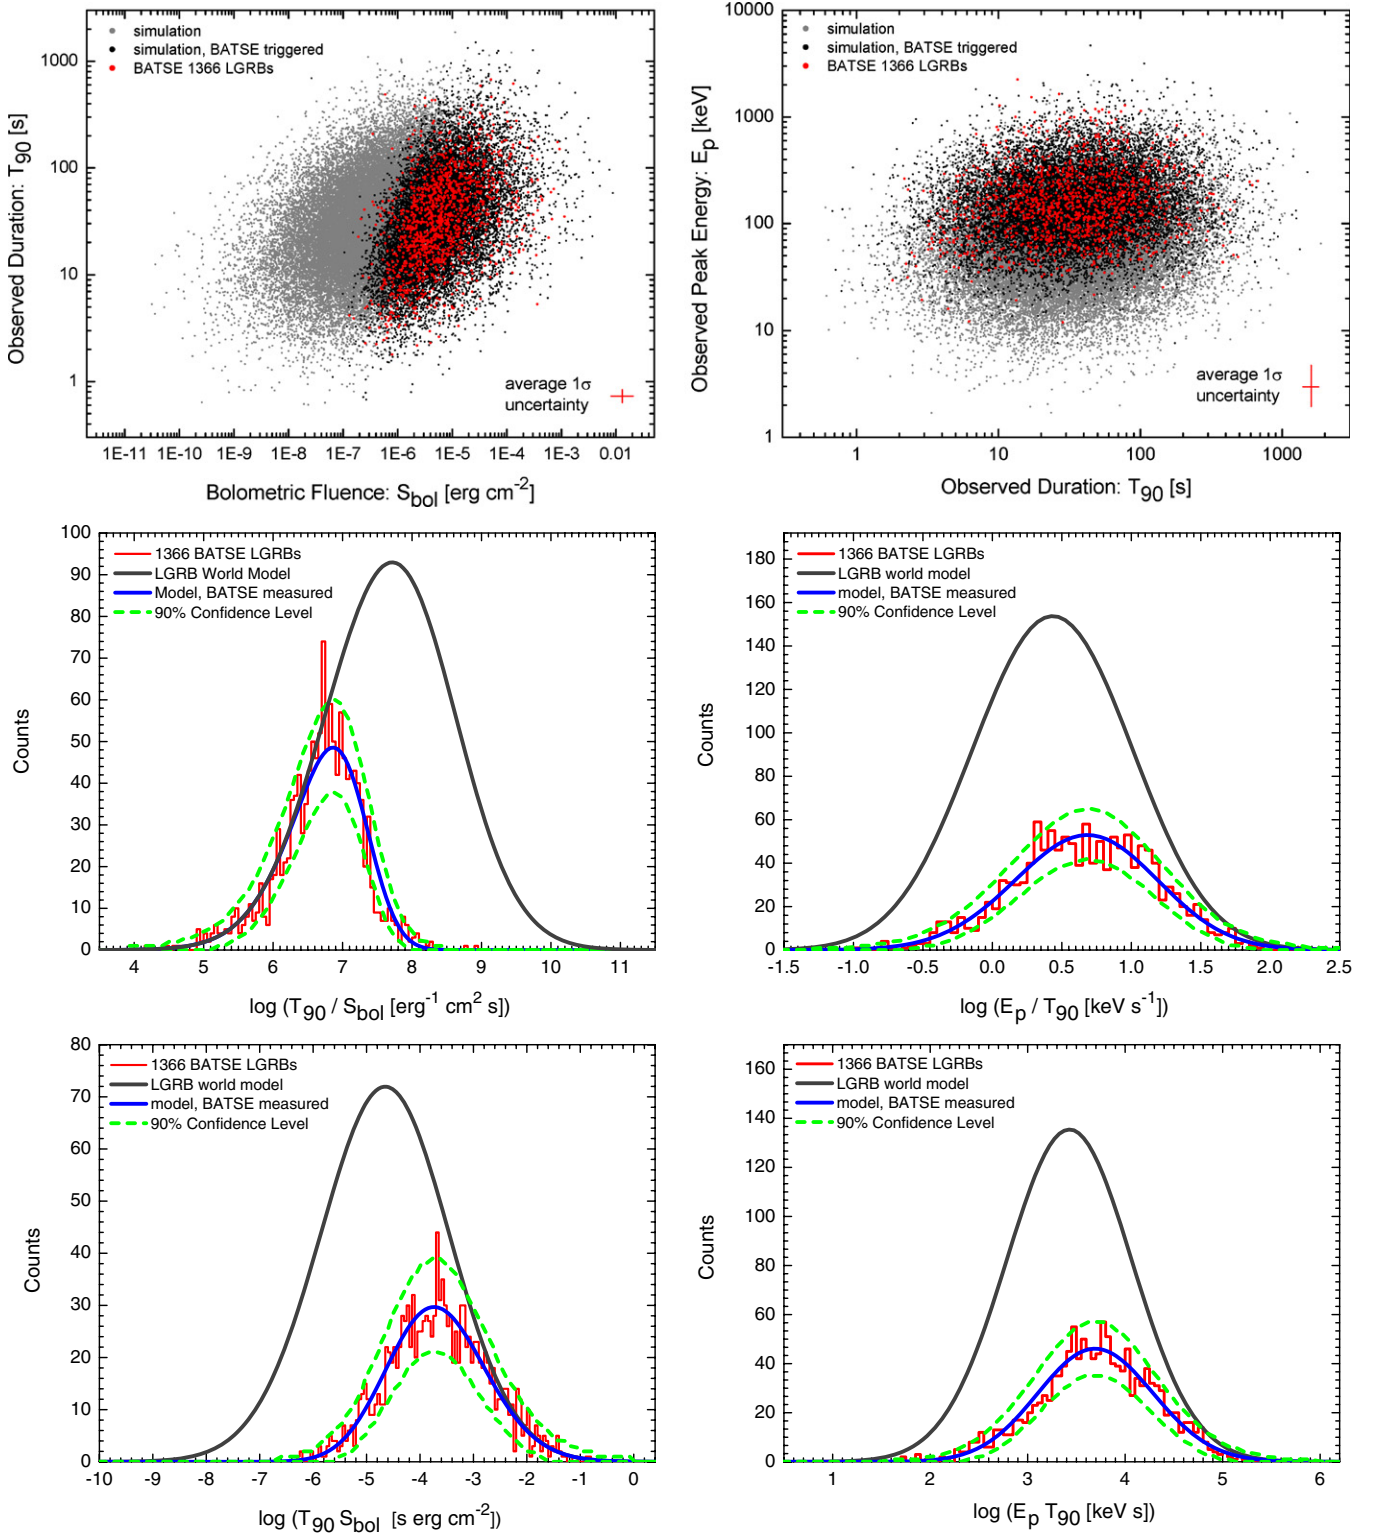 simulation
simulation, BATSE triggered
BATSE 1366 LGRBs
1000
100
10
1
Observed Duration: T90 [s]
average 1σ
uncertainty
1E-11 1E-10 1E-9 1E-8 1E-7 1E-6 1E-5 1E-4 1E-3 0.01
Bolometric Fluence: Sbol [erg cm-2]
simulation
simulation, BATSE triggered
BATSE 1366 LGRBs
10000
1000
100
10
1
Observed Peak Energy: Ep [keV]
average 1σ
uncertainty
1 10 100 1000
Observed Duration: T90 [s]
1366 BATSE LGRBs
LGRB World Model
Model, BATSE measured
90% Confidence Level
100
90
80
70
60
50
40
30
20
10
0
Counts
4 5 6 7 8 9 10 11
log (T90 / Sbol [erg-1 cm2 s])
1366 BATSE LGRBs
LGRB world model
model, BATSE measured
90% Confidence Level
180
160
140
120
100
80
60
40
20
0
Counts
-1.5 -1.0 -0.5 0.0 0.5 1.0 1.5 2.0 2.5
log (Ep / T90 [keV s-1])
1366 BATSE LGRBs
LGRB world model
model, BATSE measured
90% Confidence Level
80
70
60
50
40
30
20
10
0
Counts
-10 -9 -8 -7 -6 -5 -4 -3 -2 -1 0
log (T90 Sbol [s erg cm-2])
1366 BATSE LGRBs
LGRB world model
model, BATSE measured
90% Confidence Level
160
140
120
100
80
60
40
20
0
Counts
1 2 3 4 5 6
log (Ep T90 [keV s])